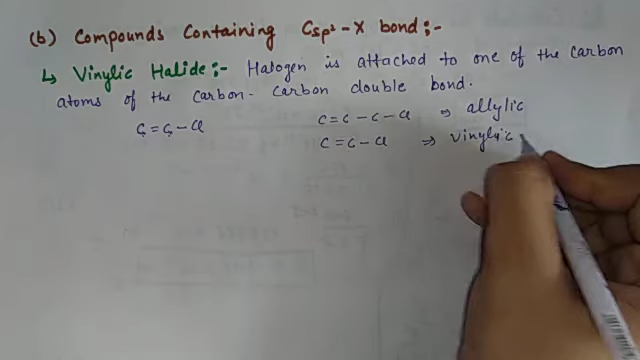 (b) Compounds Containing Csp²-X bond:-
↳ Vinylic Halide:- Halogen is attached to one of the Carbon
atoms of the Carbon-Carbon double bond.
C=C-C-Cl ⇒ allylic
C=C-Cl
C=C-Cl ⇒ vinylic